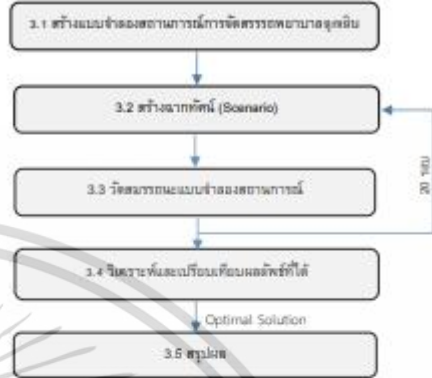 3.1 สร้างแบบจำลองสถานการณ์การจัดสรรรถพยาบาลฉุกเฉิน
3.2 สร้างฉากทัศน์ (Scenario)
3.3 วัดสมรรถนะแบบจำลองสถานการณ์
20 รอบ
3.4 วิเคราะห์และเปรียบเทียบผลลัพธ์ที่ได้
Optimal Solution
3.5 สรุปผล